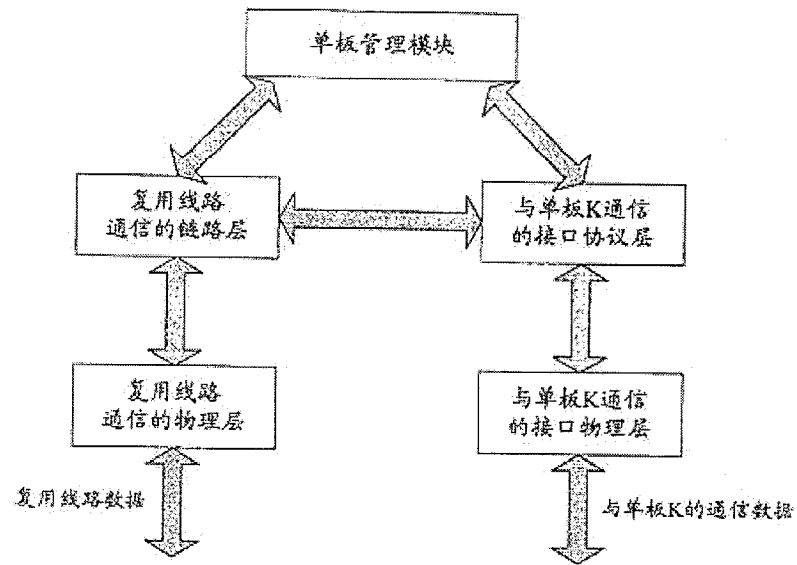 单板管理模块
复用线路
通信的链路层
与单板K通信
的接口协议层
复用线路
通信的物理层
与单板K通信
的接口物理层
复用线路数据
与单板K的通信数据